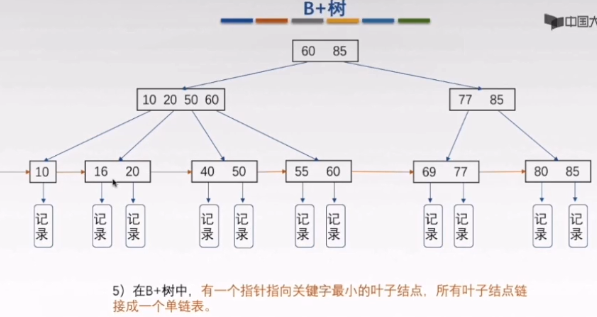 B+树
中国大
60 85
10 20 50 60
77 85
10
16 20
40 50
55 60
69 77
80 85
记录
记录
记录
记录
记录
记录
记录
记录
记录
记录
记录
5）在B+树中，有一个指针指向关键字最小的叶子结点，所有叶子结点链
接成一个单链表。